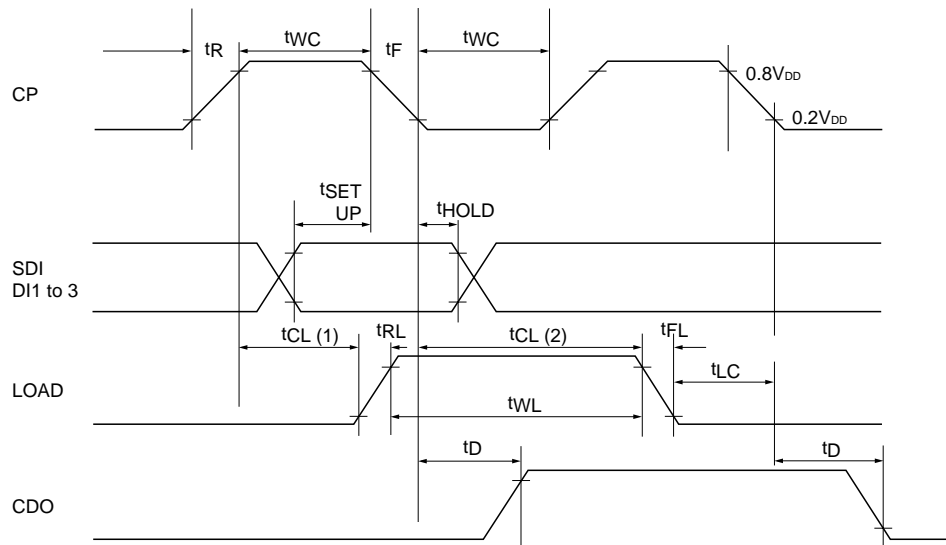 tR tWC tF tWC
CP
0.8VDD
0.2VDD
tSET UP
tHOLD
SDI
DI1 to 3
tCL (1) tRL tCL (2) tFL
tLC
LOAD
tWL
tD tD
CDO